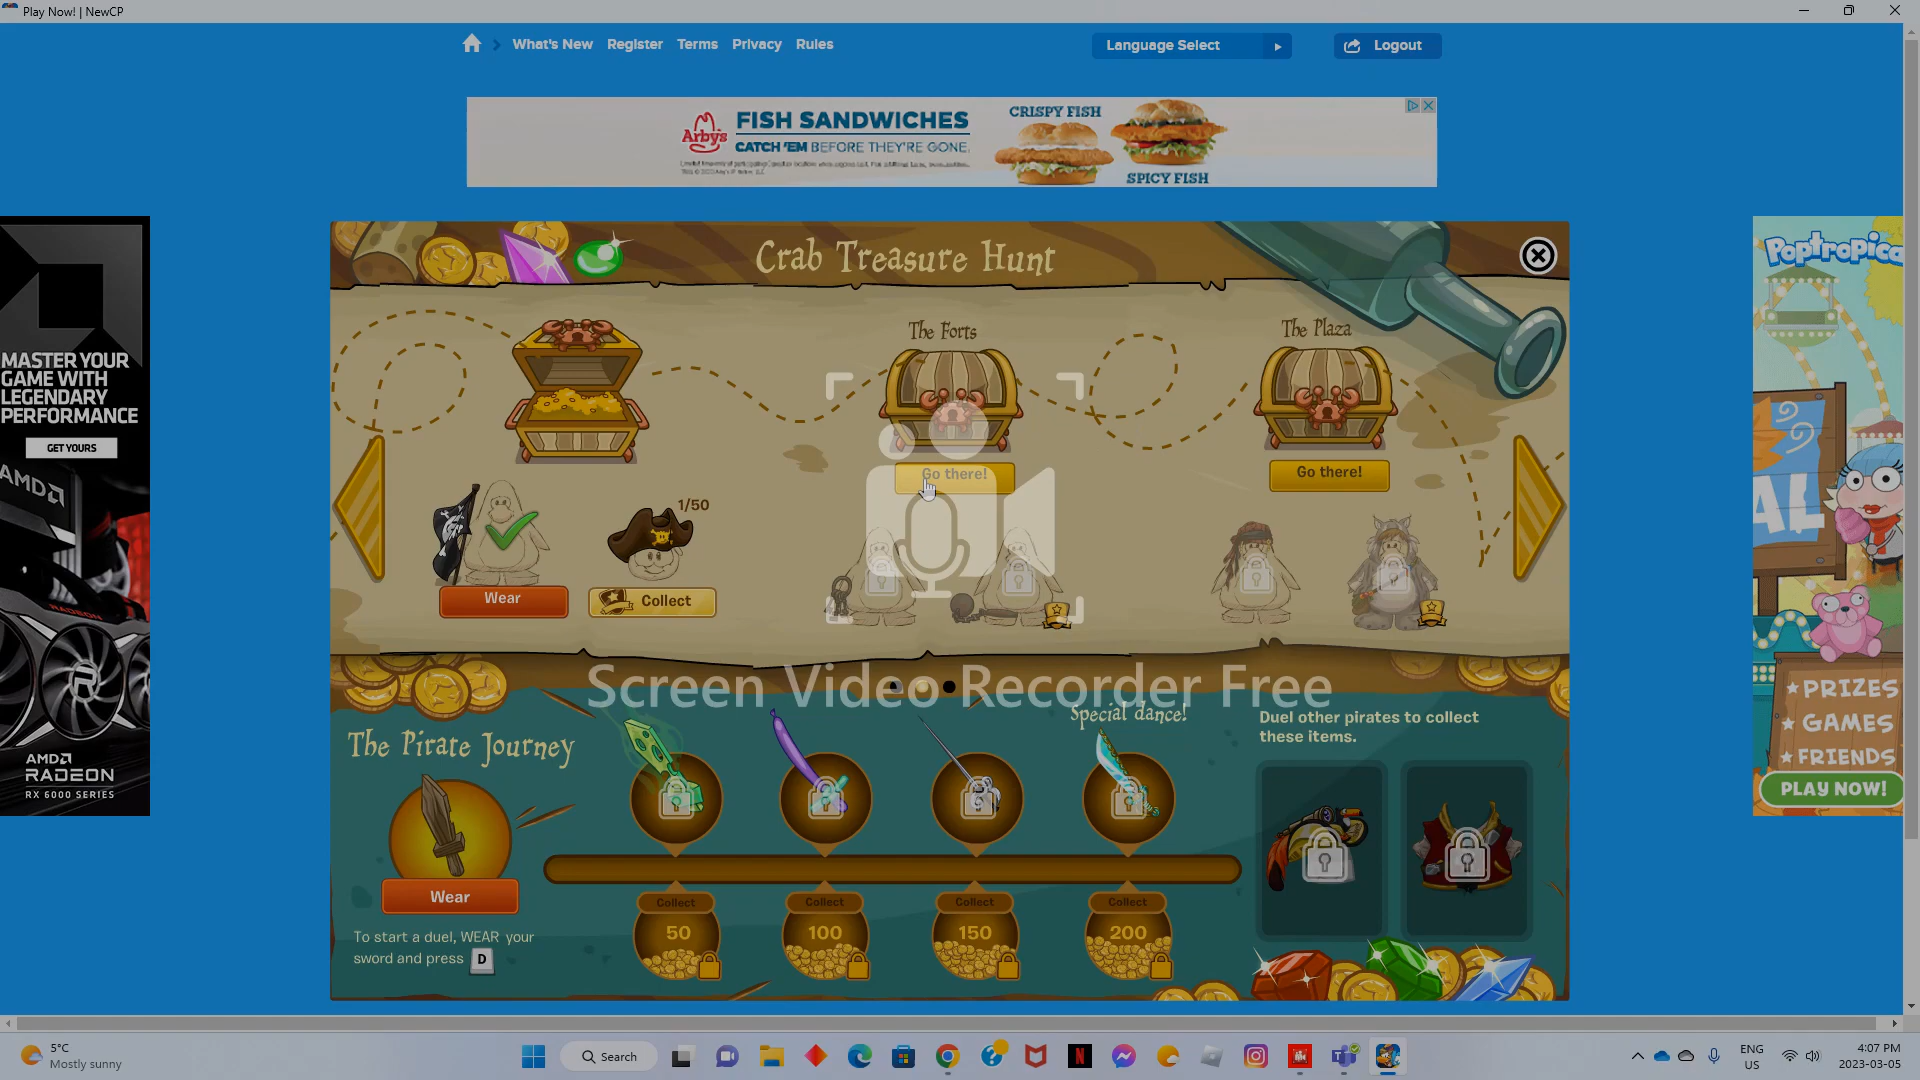 Play Now! | NewCP
What's New Register Terms Privacy Rules
Language Select
Logout
Arby's
FISH SANDWICHES
CATCH 'EM BEFORE THEY'RE GONE.
CRISPY FISH
SPICY FISH
Crab Treasure Hunt
The Forts
The Plaza
Go there!
Go there!
1/50
Wear
Collect
Screen Video Recorder Free
The Pirate Journey
Special dance!
Duel other pirates to collect
these items.
Wear
To start a duel, WEAR your
sword and press D
Collect
50
Collect
100
Collect
150
Collect
200
MASTER YOUR
GAME WITH
LEGENDARY
PERFORMANCE
GET YOURS
AMD
RADEON
AMD
RADEON
RX 6000 SERIES
Poptropica
PRIZES
GAMES
FRIENDS
PLAY NOW!
5°C
Mostly sunny
Search
ENG
US
4:07 PM
2023-03-05